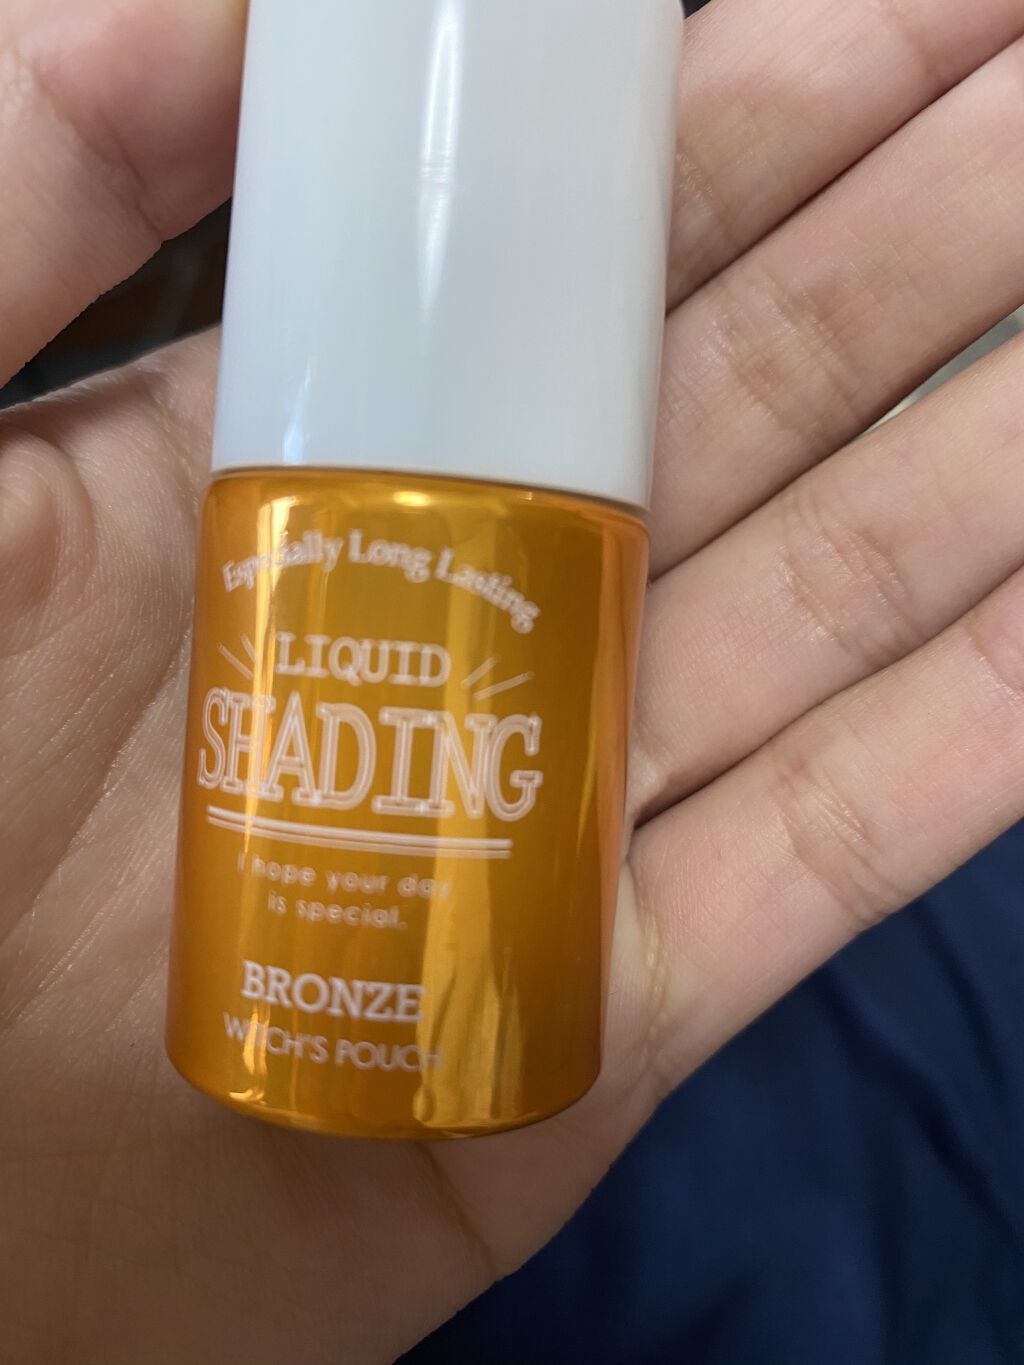 Especially Long Lasting
LIQUID
SHADING
I hope your day
is special.
BRONZE
WITCH'S POUCH